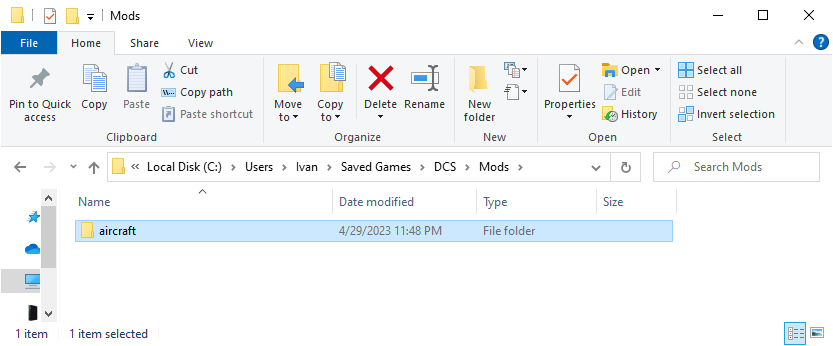 Mods
File Home Share View
Pin to Quick access
Copy
Paste
Cut
Copy path
Paste shortcut
Clipboard
Move to
Copy to
Delete
Rename
Organize
New folder
New
Properties
Open
Edit
History
Open
Select all
Select none
Invert selection
Select
« Local Disk (C:) > Users > Ivan > Saved Games > DCS > Mods >
Search Mods
Name Date modified Type Size
aircraft 4/29/2023 11:48 PM File folder
1 item 1 item selected